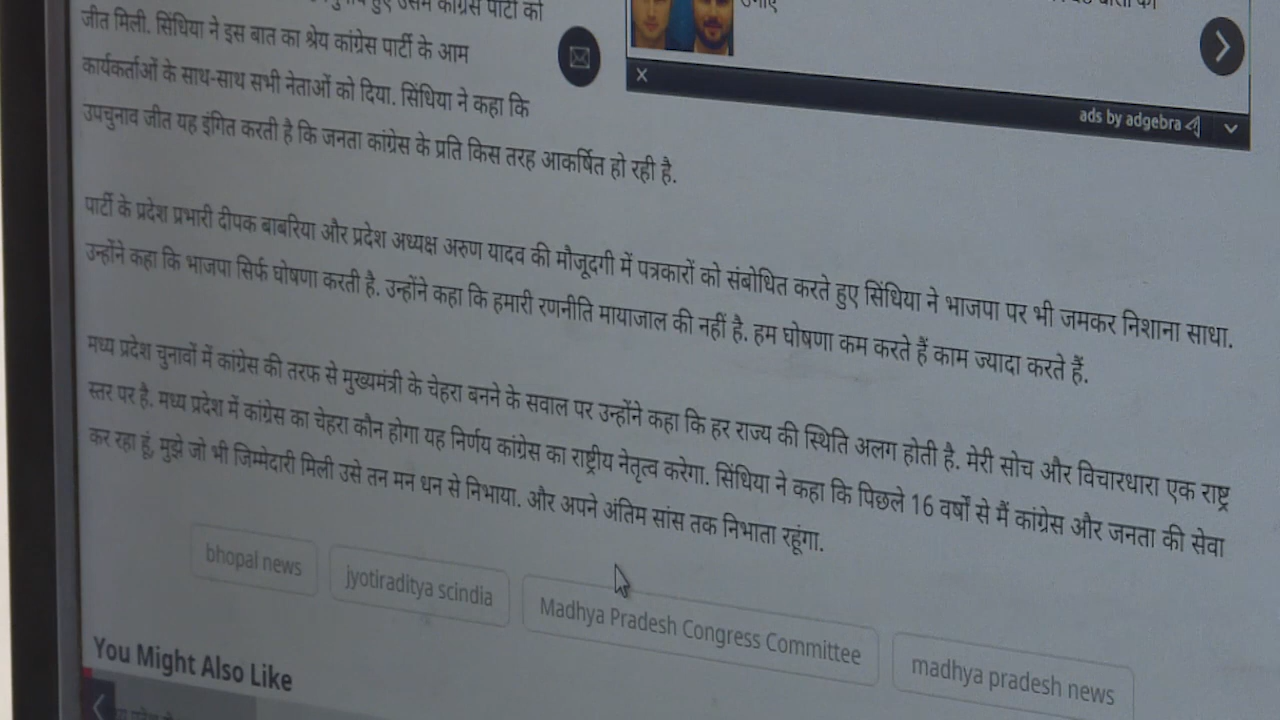 हुए उसमें कांग्रेस पार्टी को
जीत मिली. सिंधिया ने इस बात का श्रेय कांग्रेस पार्टी के आम
कार्यकर्ताओं के साथ-साथ सभी नेताओं को दिया. सिंधिया ने कहा कि
उपचुनाव जीत यह इंगित करती है कि जनता कांग्रेस के प्रति किस तरह आकर्षित हो रही है.
ads by adgebra
पार्टी के प्रदेश प्रभारी दीपक बाबरिया और प्रदेश अध्यक्ष अरुण यादव की मौजूदगी में पत्रकारों को संबोधित करते हुए सिंधिया ने भाजपा पर भी जमकर निशाना साधा.
उन्होंने कहा कि भाजपा सिर्फ घोषणा करती है. उन्होंने कहा कि हमारी रणनीति मायाजाल की नहीं है. हम घोषणा कम करते हैं काम ज्यादा करते हैं.
मध्य प्रदेश चुनावों में कांग्रेस की तरफ से मुख्यमंत्री के चेहरा बनने के सवाल पर उन्होंने कहा कि हर राज्य की स्थिति अलग होती है. मेरी सोच और विचारधारा एक राष्ट्र
स्तर पर है. मध्य प्रदेश में कांग्रेस का चेहरा कौन होगा यह निर्णय कांग्रेस का राष्ट्रीय नेतृत्व करेगा. सिंधिया ने कहा कि पिछले 16 वर्षों से मैं कांग्रेस और जनता की सेवा
कर रहा हूं, मुझे जो भी जिम्मेदारी मिली उसे तन मन धन से निभाया. और अपने अंतिम सांस तक निभाता रहूंगा.
bhopal news
jyotiraditya scindia
Madhya Pradesh Congress Committee
madhya pradesh news
You Might Also Like